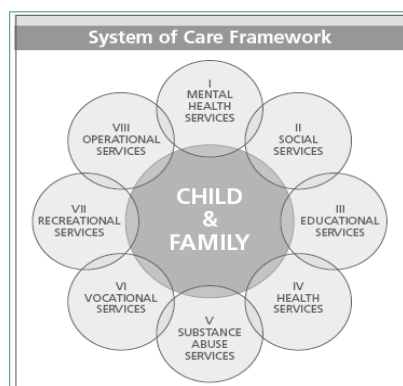 System of Care Framework
I
MENTAL
HEALTH
SERVICES
II
SOCIAL
SERVICES
III
EDUCATIONAL
SERVICES
IV
HEALTH
SERVICES
V
SUBSTANCE
ABUSE
SERVICES
VI
VOCATIONAL
SERVICES
VII
RECREATIONAL
SERVICES
VIII
OPERATIONAL
SERVICES
CHILD
&
FAMILY